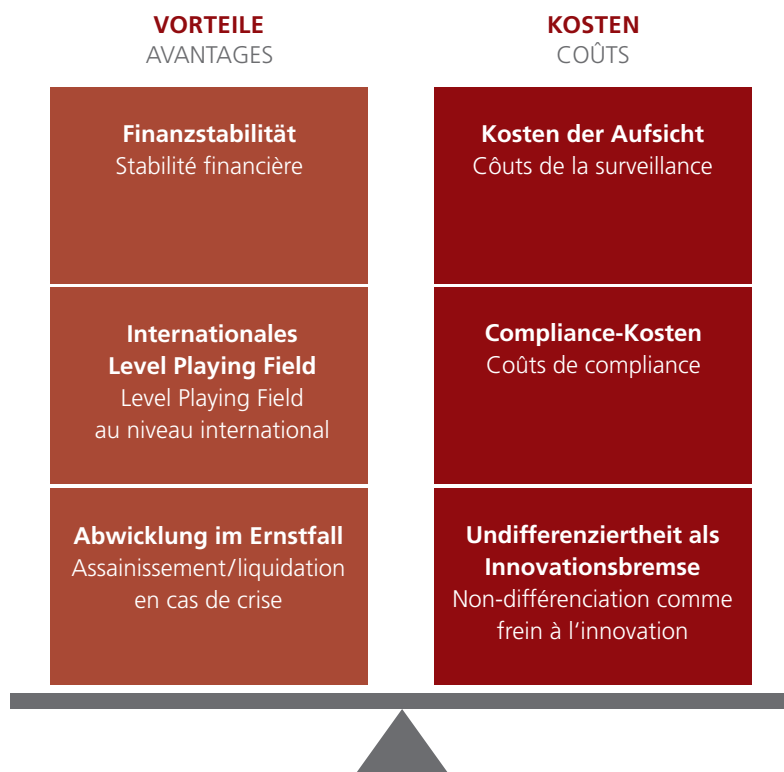 VORTEILE
AVANTAGES
Finanzstabilität
Stabilité financière
Internationales
Level Playing Field
Level Playing Field
au niveau international
Abwicklung im Ernstfall
Assainissement/liquidation
en cas de crise
KOSTEN
COÛTS
Kosten der Aufsicht
Côuts de la surveillance
Compliance-Kosten
Coûts de compliance
Undifferenziertheit als
Innovationsbremse
Non-différenciation comme
frein à l‘innovation